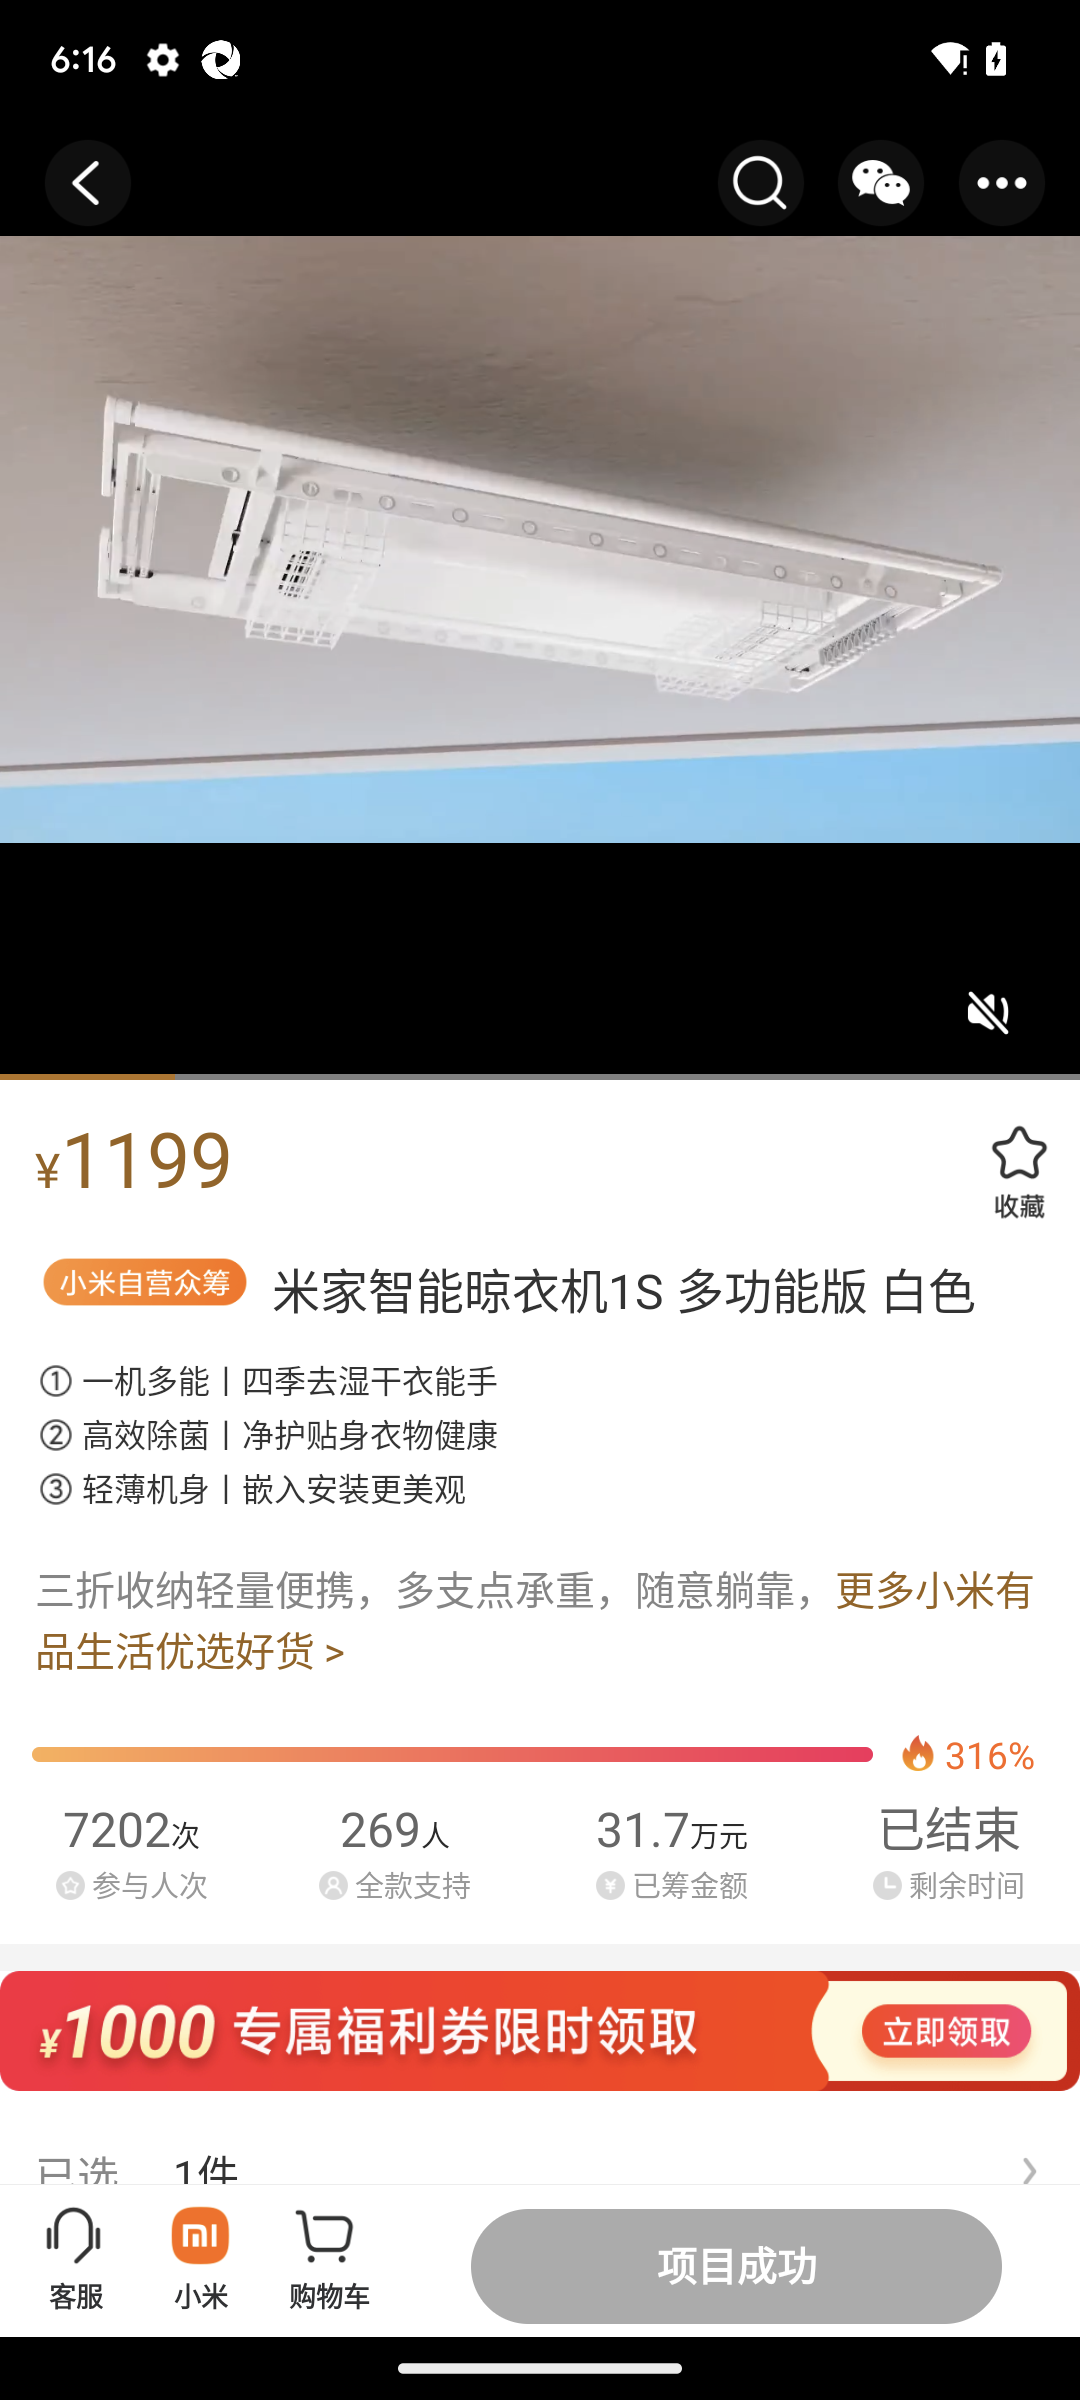 6:16
¥1199
收藏
小米自营众筹 米家智能晾衣机1S 多功能版 白色
① 一机多能丨四季去湿干衣能手
② 高效除菌丨净护贴身衣物健康
③ 轻薄机身丨嵌入安装更美观
三折收纳轻量便携，多支点承重，随意躺靠，更多小米有
品生活优选好货 >
316%
7202次 269人 31.7万元 已结束
参与人次 全款支持 已筹金额 剩余时间
¥1000 专属福利券限时领取 立即领取
已选 1件
客服 小米 购物车 项目成功